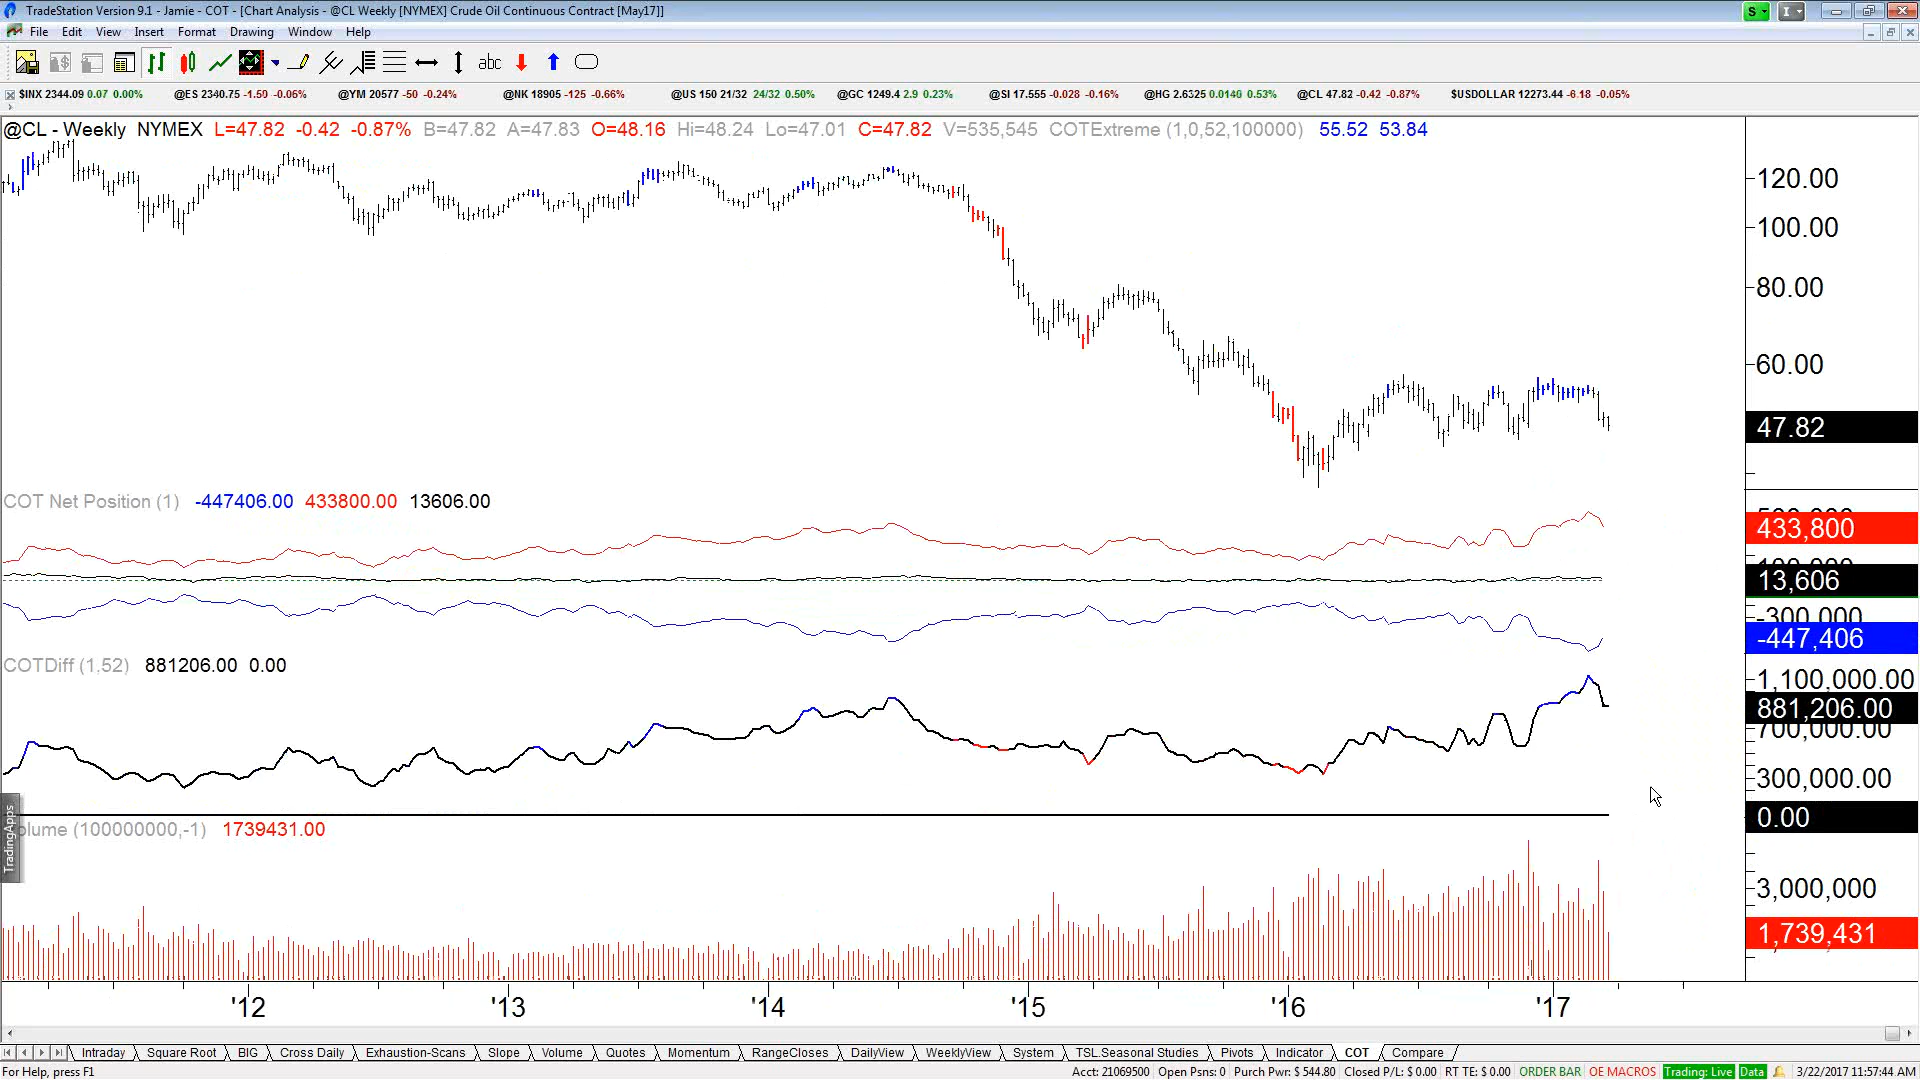 TradeStation Version 9.1 - Jamie - COT - [Chart Analysis - @CL Weekly [NYMEX] Crude Oil Continuous Contract [May17]]
S I
File Edit View Insert Format Drawing Window Help
abc
$INX 2344.09 0.07 0.00% @ES 2340.75 -1.50 -0.06% @YM 20577 -50 -0.24% @NK 18905 -125 -0.66% @US 150 21/32 24/32 0.50% @GC 1249.4 2.9 0.23% @SI 17.555 -0.028 -0.16% @HG 2.6325 0.0140 0.53% @CL 47.82 -0.42 -0.87% $USDOLLAR 12273.44 -6.18 -0.05%
@CL - Weekly NYMEX L=47.82 -0.42 -0.87% B=47.82 A=47.83 O=48.16 Hi=48.24 Lo=47.01 C=47.82 V=535,545 COTExtreme (1,0,52,100000) 55.52 53.84
120.00
100.00
80.00
60.00
47.82
COT Net Position (1) -447406.00 433800.00 13606.00
433,800
13,606
-300,000
-447,406
COTDiff (1,52) 881206.00 0.00
1,100,000.00
881,206.00
700,000.00
300,000.00
0.00
olume (100000000,-1) 1739431.00
TradingApps
3,000,000
1,739,431
'12 '13 '14 '15 '16 '17
Intraday Square Root BIG Cross Daily Exhaustion-Scans Slope Volume Quotes Momentum RangeCloses DailyView WeeklyView System TSL.Seasonal Studies Pivots Indicator COT Compare
For Help, press F1 Acct: 21069500 Open Psns: 0 Purch Pwr: $ 544.80 Closed P/L: $ 0.00 RT TE: $ 0.00 ORDER BAR OE MACROS Trading: Live Data 3/22/2017 11:57:44 AM